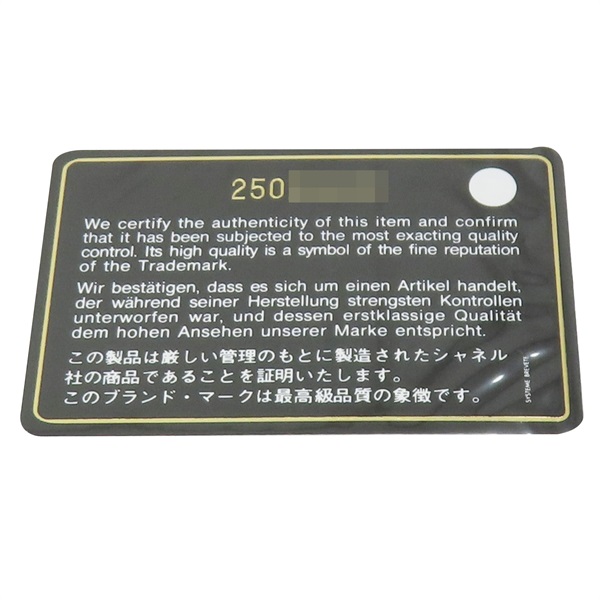 250
We certify the authenticity of this item and confirm
that it has been subjected to the most exacting quality
control. Its high quality is a symbol of the fine reputation
of the Trademark.
Wir bestätigen, dass es sich um einen Artikel handelt,
der während seiner Herstellung strengsten Kontrollen
unterworfen war, und dessen erstklassige Qualität
dem hohen Ansehen unserer Marke entspricht.
この製品は厳しい管理のもとに製造されたシャネル
社の商品であることを証明いたします。
このブランド・マークは最高級品質の象徴です。
SYSTEME BREVETE